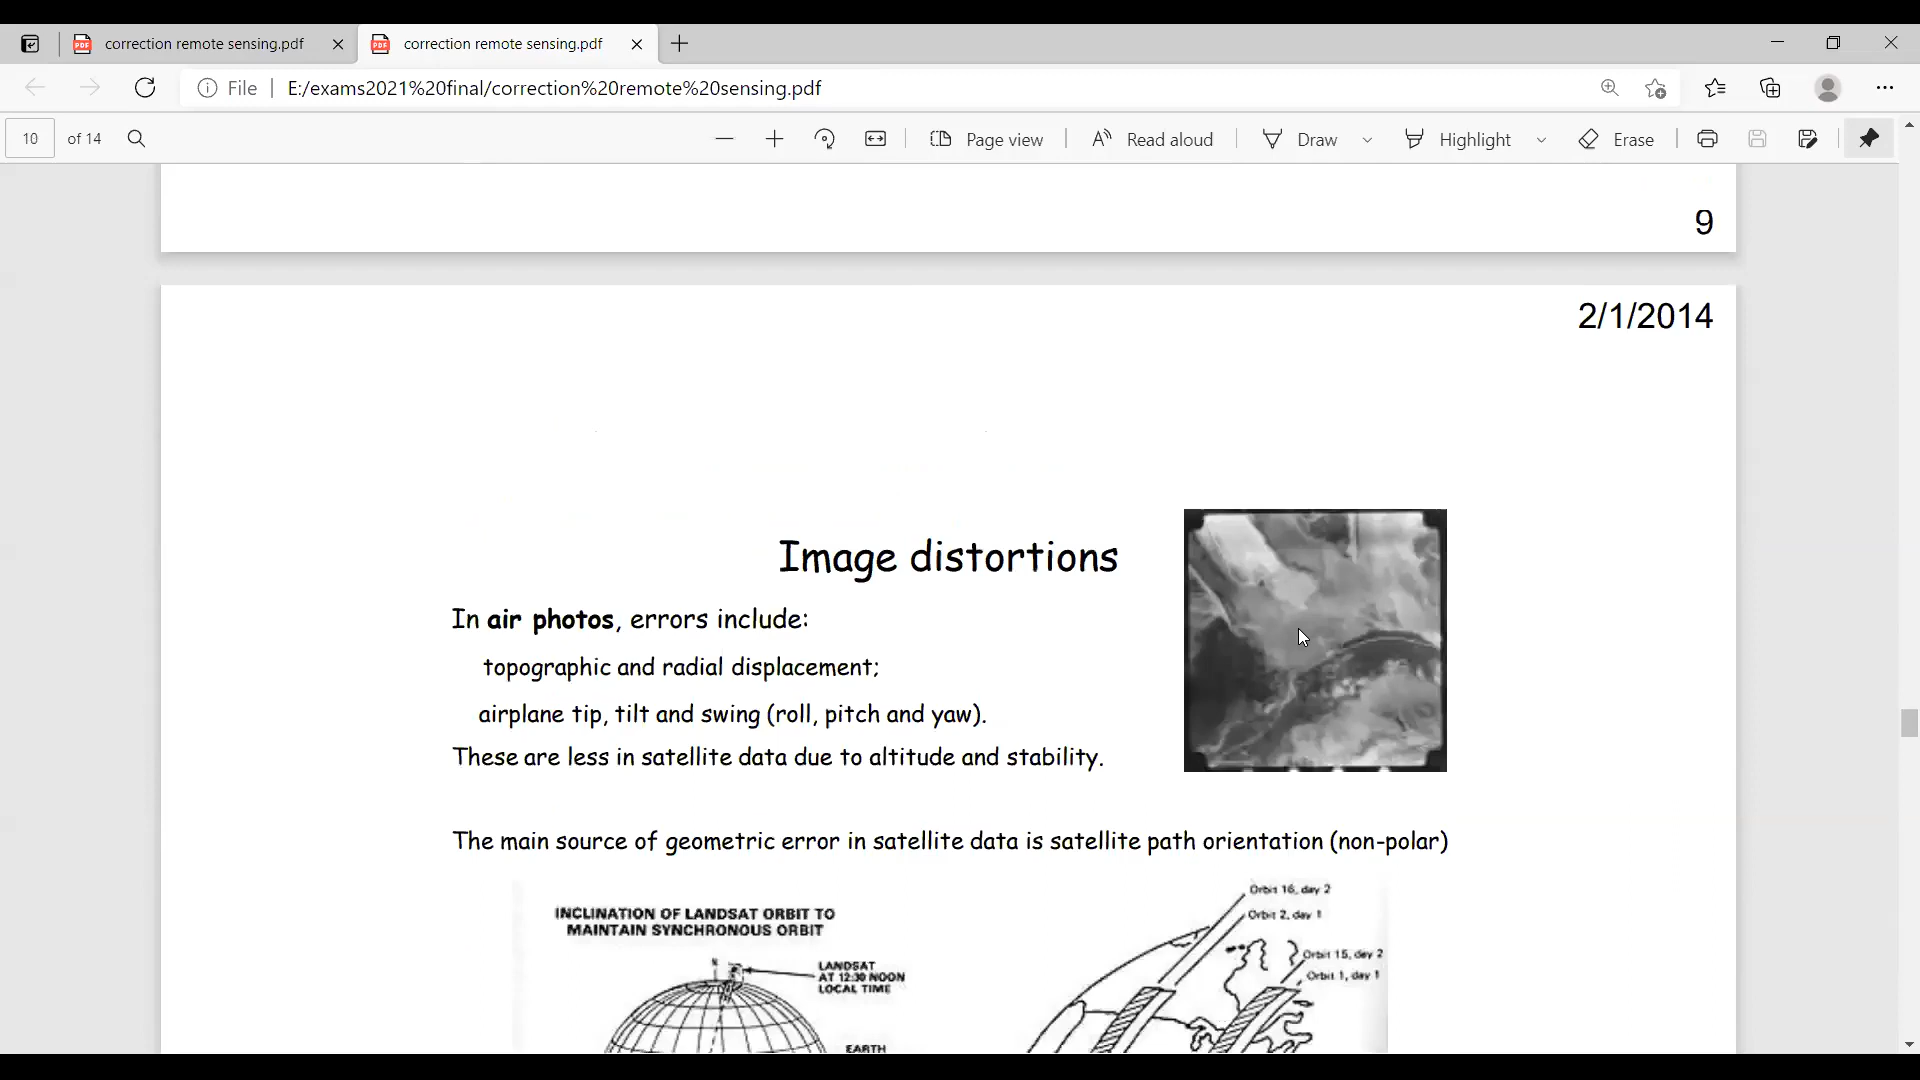 correction remote sensing.pdf
correction remote sensing.pdf
File
E:/exams2021%20final/correction%20remote%20sensing.pdf
10 of 14
Page view
Read aloud
Draw
Highlight
Erase
9
2/1/2014
Image distortions
In air photos, errors include:
topographic and radial displacement;
airplane tip, tilt and swing (roll, pitch and yaw).
These are less in satellite data due to altitude and stability.
The main source of geometric error in satellite data is satellite path orientation (non-polar)
INCLINATION OF LANDSAT ORBIT TO
MAINTAIN SYNCHRONOUS ORBIT
N
LANDSAT
AT 12:30 NOON
LOCAL TIME
EARTH
Orbit 16, day 2
Orbit 2, day 1
Orbit 15, day 2
Orbit 1, day 1